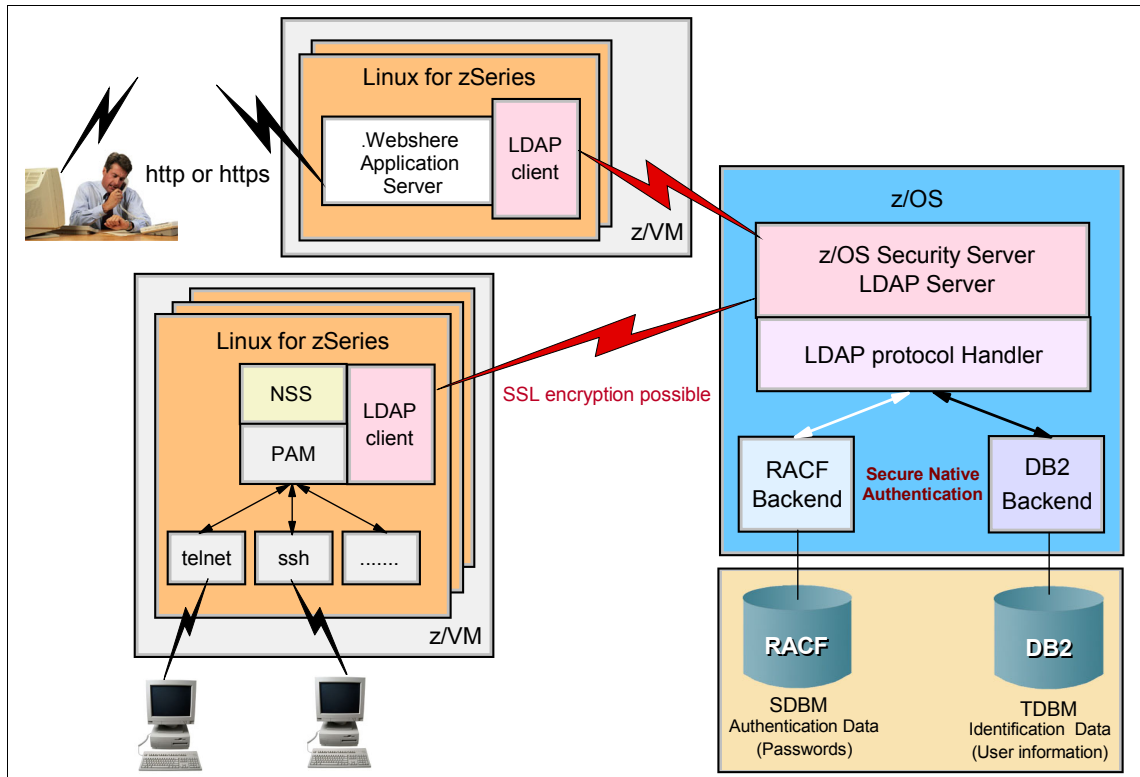 Linux for zSeries
.Webshere
Application
Server
LDAP
client
http or https
z/VM
z/OS
z/OS Security Server
LDAP Server
LDAP protocol Handler
Linux for zSeries
NSS
PAM
LDAP
client
SSL encryption possible
RACF
Backend
Secure Native
Authentication
DB2
Backend
telnet
ssh
.......
z/VM
RACF
DB2
SDBM
Authentication Data
(Passwords)
TDBM
Identification Data
(User information)